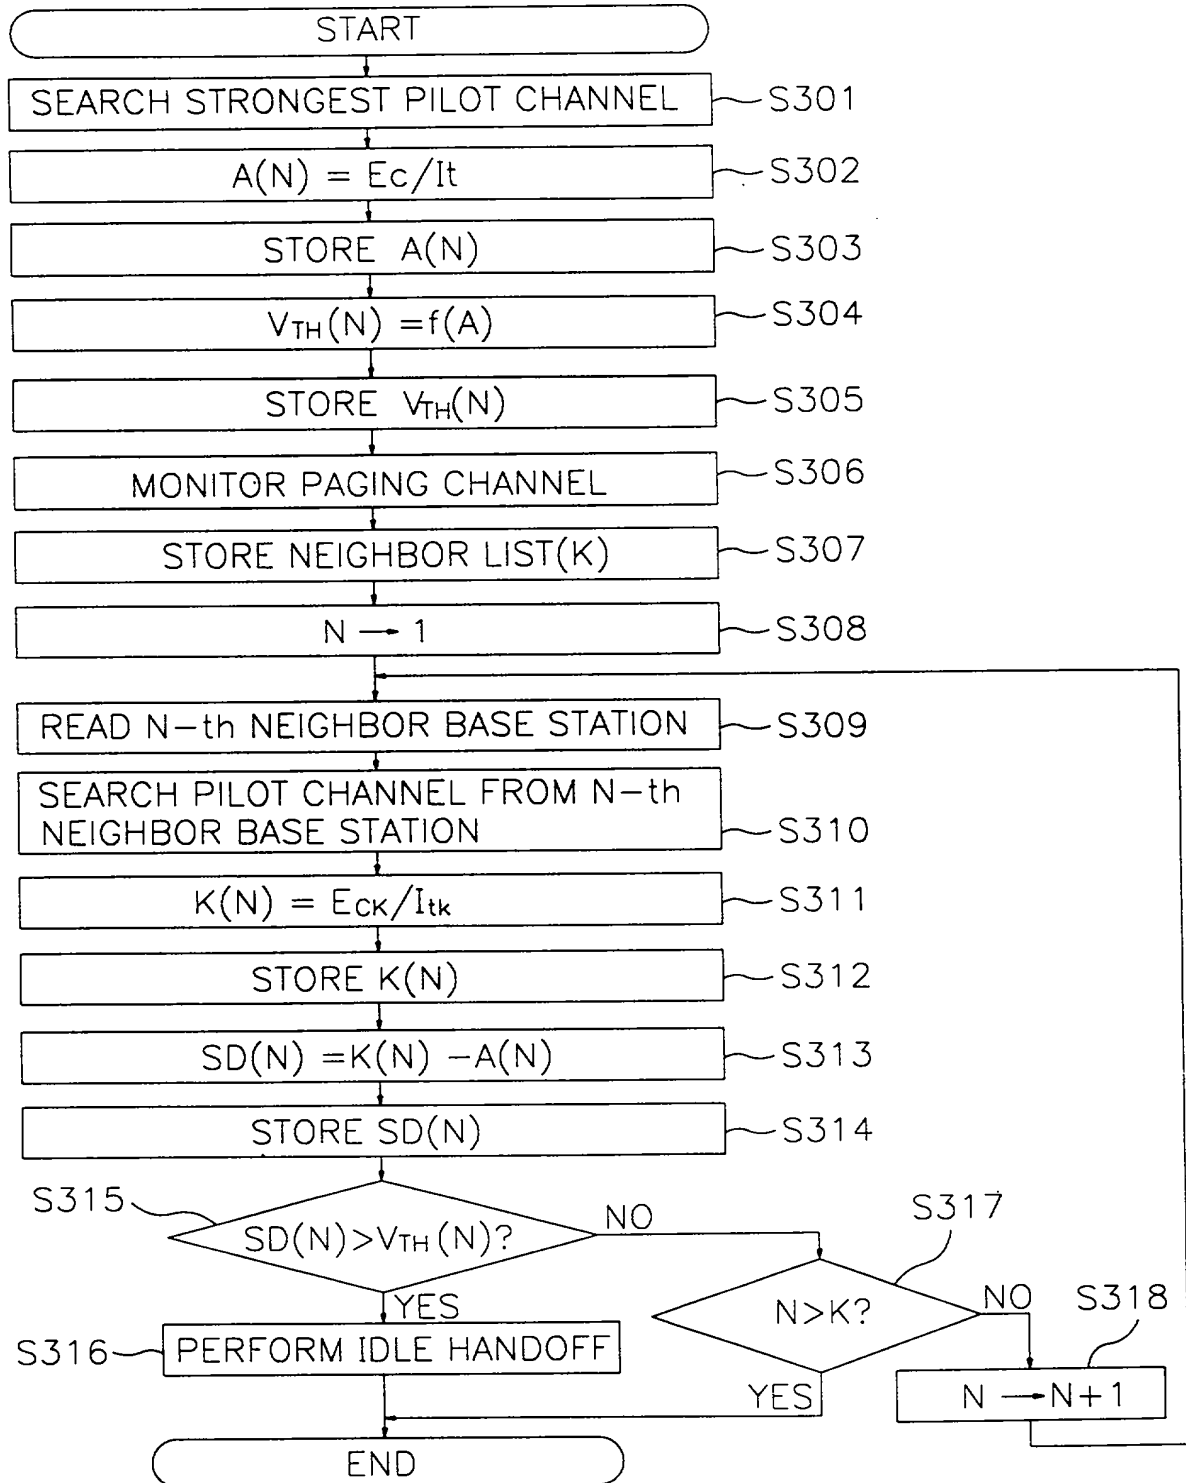 START
SEARCH STRONGEST PILOT CHANNEL
S301
A(N) = Ec/It
S302
STORE A(N)
S303
VTH(N) =f(A)
S304
STORE VTH(N)
S305
MONITOR PAGING CHANNEL
S306
STORE NEIGHBOR LIST(K)
S307
N → 1
S308
READ N-th NEIGHBOR BASE STATION
S309
SEARCH PILOT CHANNEL FROM N-th
NEIGHBOR BASE STATION
S310
K(N) = ECK/Itk
S311
STORE K(N)
S312
SD(N) =K(N) -A(N)
S313
STORE SD(N)
S314
S315
SD(N)>VTH(N)?
NO
S317
YES
N>K?
NO
S318
S316
PERFORM IDLE HANDOFF
YES
N → N+1
END